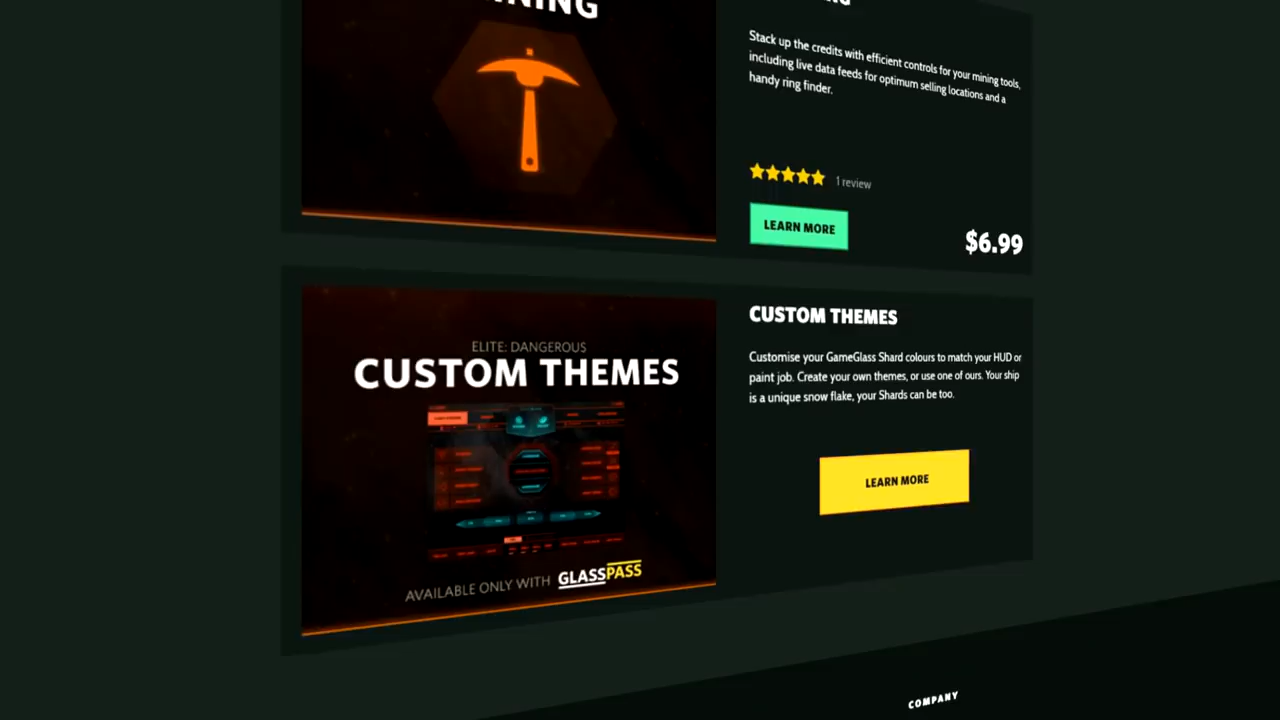 Stack up the credits with efficient controls for your mining tools,
including live data feeds for optimum selling locations and a
handy ring finder.
1 review
LEARN MORE
$6.99
ELITE: DANGEROUS
CUSTOM THEMES
AVAILABLE ONLY WITH GLASSPASS
CUSTOM THEMES
Customise your GameGlass Shard colours to match your HUD or
paint job. Create your own themes, or use one of ours. Your ship
is a unique snow flake, your Shards can be too.
LEARN MORE
COMPANY